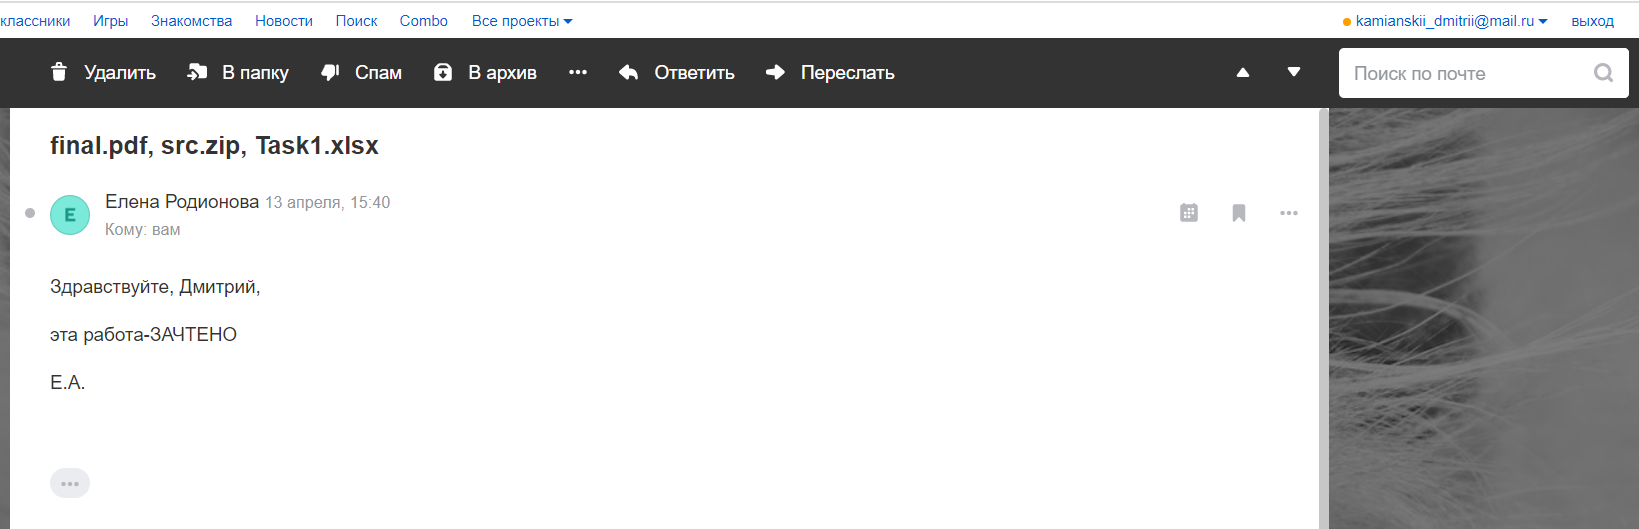 классники Игры Знакомства Новости Поиск Combo Все проекты kamianskii_dmitrii@mail.ru выход
Удалить В папку Спам В архив Ответить Переслать Поиск по почте
final.pdf, src.zip, Task1.xlsx
Е
Елена Родионова 13 апреля, 15:40
Кому: вам
Здравствуйте, Дмитрий,
эта работа-ЗАЧТЕНО
Е.А.